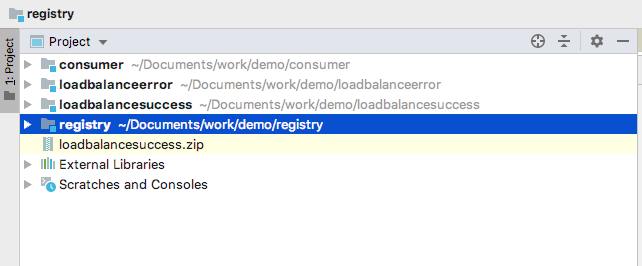 registry
1: Project
Project
consumer ~/Documents/work/demo/consumer
loadbalanceerror ~/Documents/work/demo/loadbalanceerror
loadbalancesuccess ~/Documents/work/demo/loadbalancesuccess
registry ~/Documents/work/demo/registry
loadbalancesuccess.zip
External Libraries
Scratches and Consoles